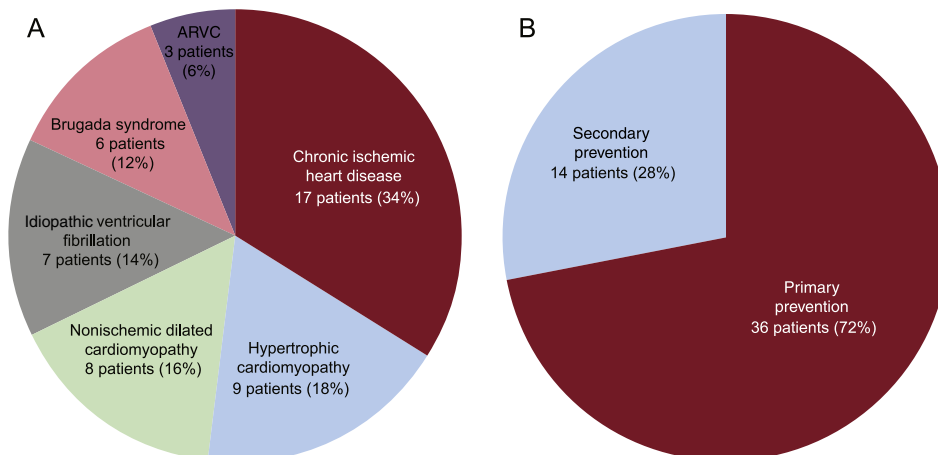 A
ARVC
3 patients
(6%)
Brugada syndrome
6 patients
(12%)
Chronic ischemic
heart disease
17 patients (34%)
Idiopathic ventricular
fibrillation
7 patients (14%)
Nonischemic dilated
cardiomyopathy
8 patients (16%)
Hypertrophic
cardiomyopathy
9 patients (18%)
B
Secondary
prevention
14 patients (28%)
Primary
prevention
36 patients (72%)